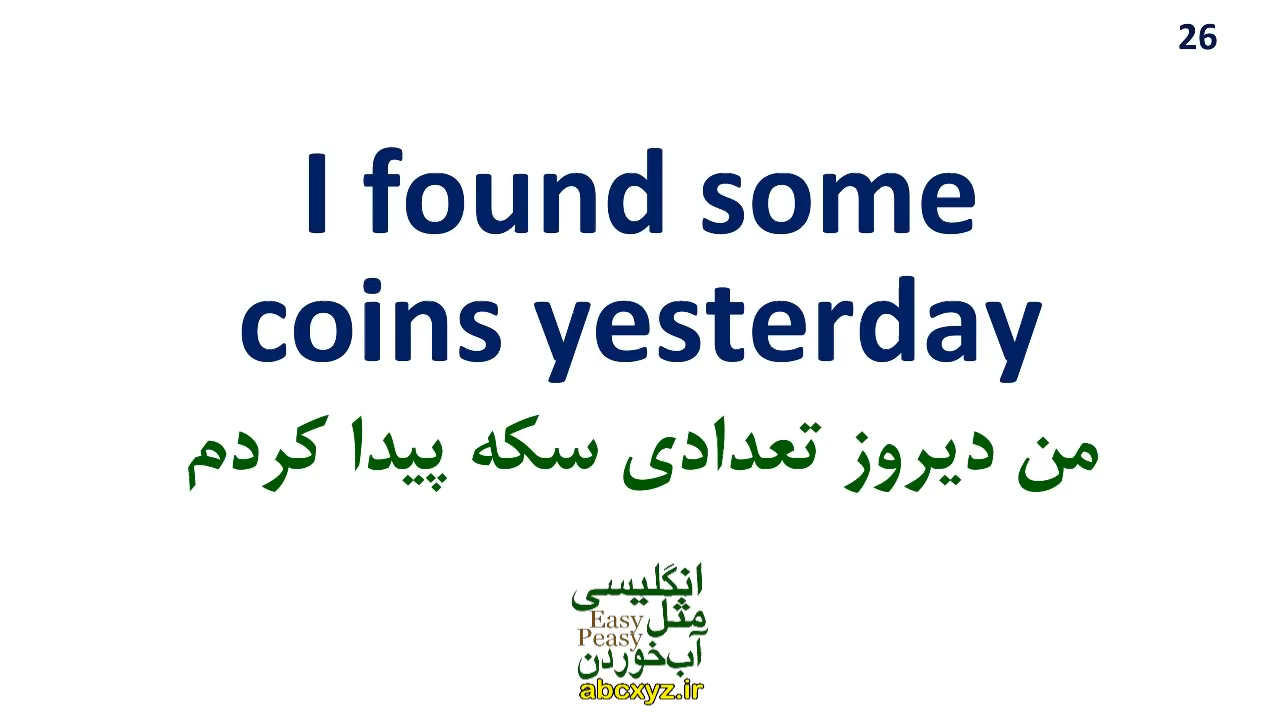 26
I found some
coins yesterday
من دیروز تعدادی سکه پیدا کردم
انگلیسی
مثل
Easy
Peasy
آب‌خوردن
abcxyz.ir